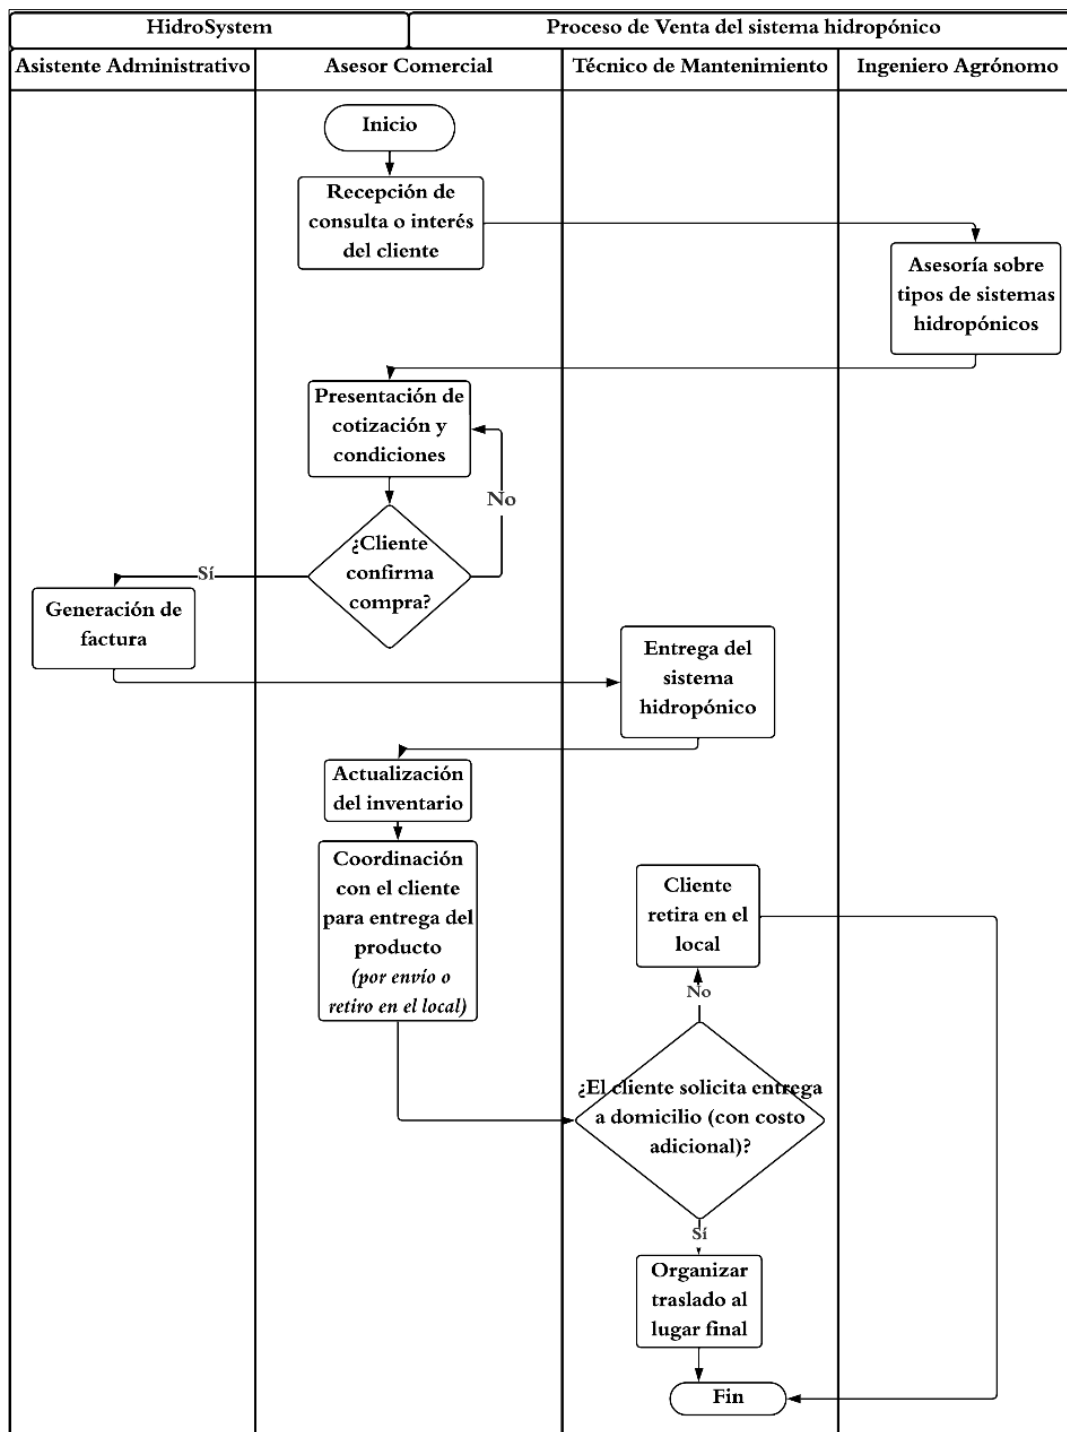 HidroSystem
Proceso de Venta del sistema hidropónico
Asistente Administrativo
Asesor Comercial
Técnico de Mantenimiento
Ingeniero Agrónomo
Inicio
Recepción de
consulta o interés
del cliente
Asesoría sobre
tipos de sistemas
hidropónicos
Presentación de
cotización y
condiciones
No
¿Cliente
confirma
compra?
Sí
Generación de
factura
Entrega del
sistema
hidropónico
Actualización
del inventario
Coordinación
con el cliente
para entrega del
producto
(por envío o
retiro en el local)
Cliente
retira en el
local
No
¿El cliente solicita entrega
a domicilio (con costo
adicional)?
Sí
Organizar
traslado al
lugar final
Fin